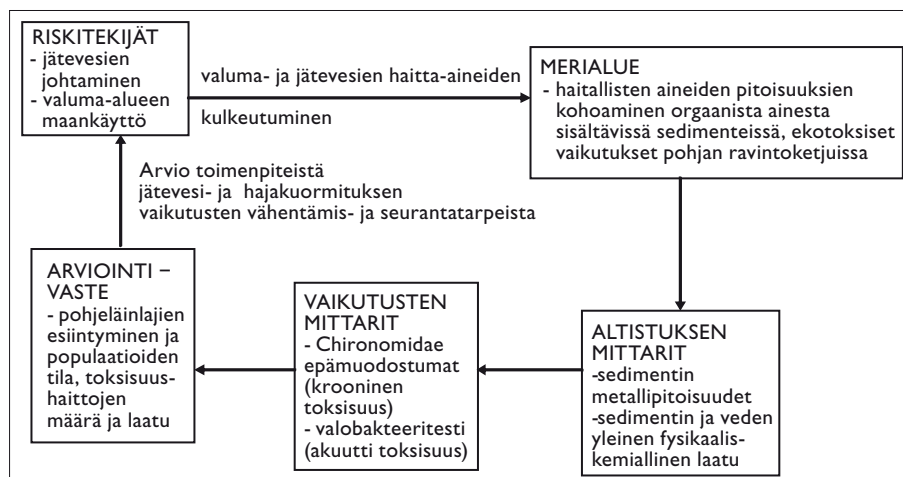 RISKITEKIJÄT
- jätevesien
johtaminen
- valuma-alueen
maankäyttö
valuma- ja jätevesien haitta-aineiden
kulkeutuminen
MERIALUE
- haitallisten aineiden pitoisuuksien
kohoaminen orgaanista ainesta
sisältävissä sedimenteissä, ekotoksiset
vaikutukset pohjan ravintoketjuissa
Arvio toimenpiteistä
jätevesi- ja hajakuormituksen
vaikutusten vähentämis- ja seurantatarpeista
ARVIOINTI –
VASTE
- pohjeläinlajien
esiintyminen ja
populaatioiden
tila, toksisuus-
haittojen
määrä ja laatu
VAIKUTUSTEN
MITTARIT
- Chironomidae
epämuodostumat
(krooninen
toksisuus)
- valobakteeritesti
(akuutti toksisuus)
ALTISTUKSEN
MITTARIT
-sedimentin
metallipitoisuudet
-sedimentin ja veden
yleinen fysikaalis-
kemiallinen laatu